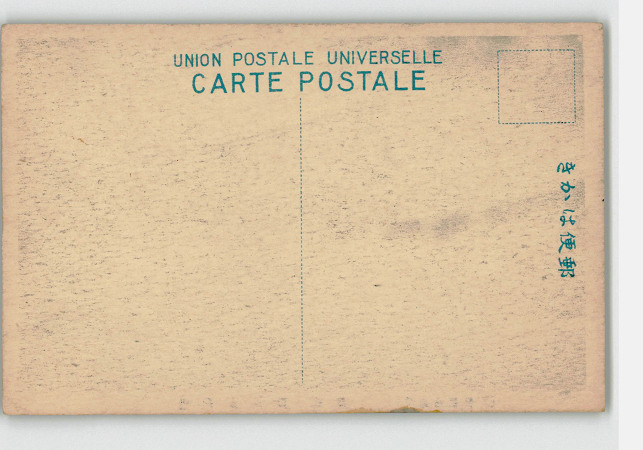 UNION POSTALE UNIVERSELLE
CARTE POSTALE
きかは便郵